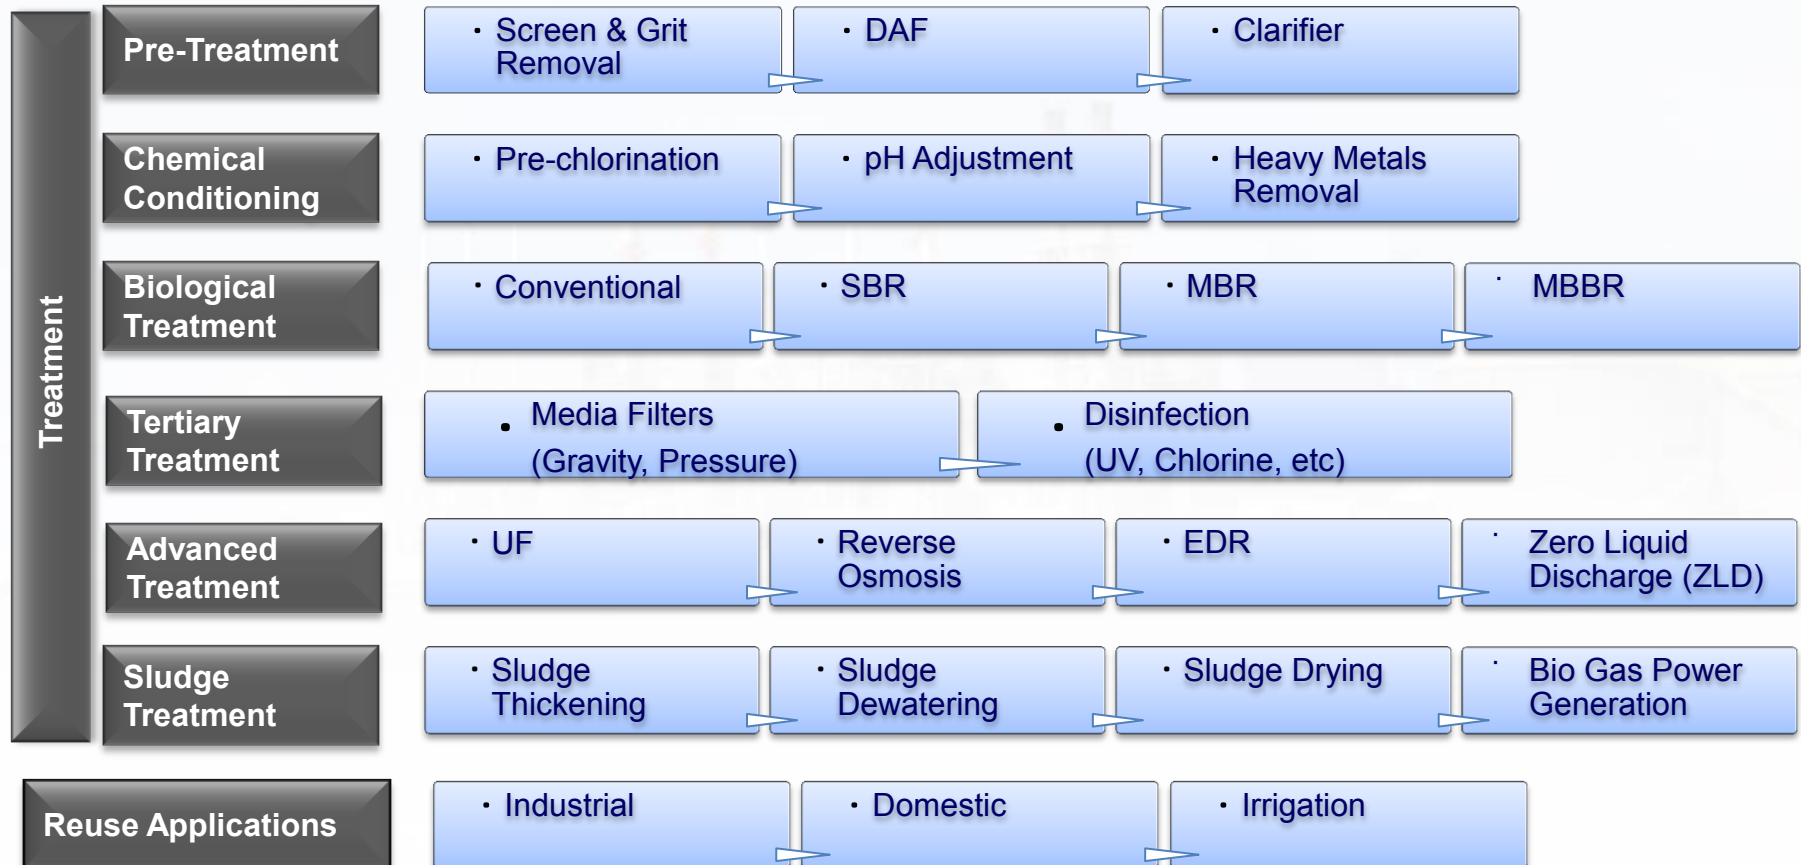 Treatment
Pre-Treatment
· Screen & Grit
Removal
· DAF
· Clarifier
Chemical
Conditioning
· Pre-chlorination
· pH Adjustment
· Heavy Metals
Removal
Biological
Treatment
· Conventional
· SBR
· MBR
· MBBR
Tertiary
Treatment
• Media Filters
(Gravity, Pressure)
• Disinfection
(UV, Chlorine, etc)
Advanced
Treatment
· UF
· Reverse
Osmosis
· EDR
· Zero Liquid
Discharge (ZLD)
Sludge
Treatment
· Sludge
Thickening
· Sludge
Dewatering
· Sludge Drying
· Bio Gas Power
Generation
Reuse Applications
· Industrial
· Domestic
· Irrigation